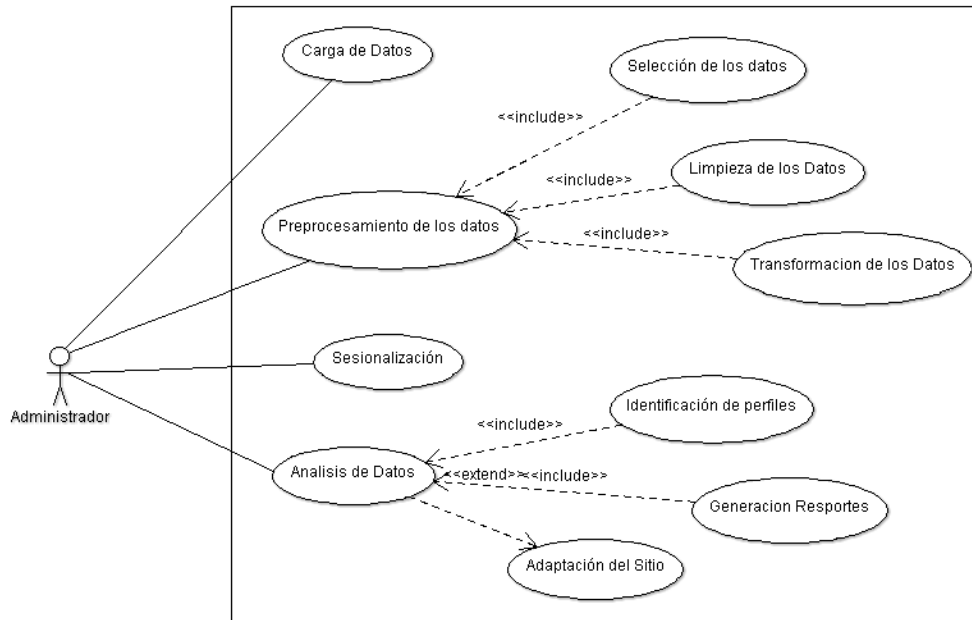 Carga de Datos
Selección de los datos
<<include>>
Limpieza de los Datos
<<include>>
Preprocesamiento de los datos
<<include>>
Transformacion de los Datos
Sesionalización
Administrador
Identificación de perfiles
<<include>>
Analisis de Datos
<<extend>>
<<include>>
Generacion Resportes
Adaptación del Sitio